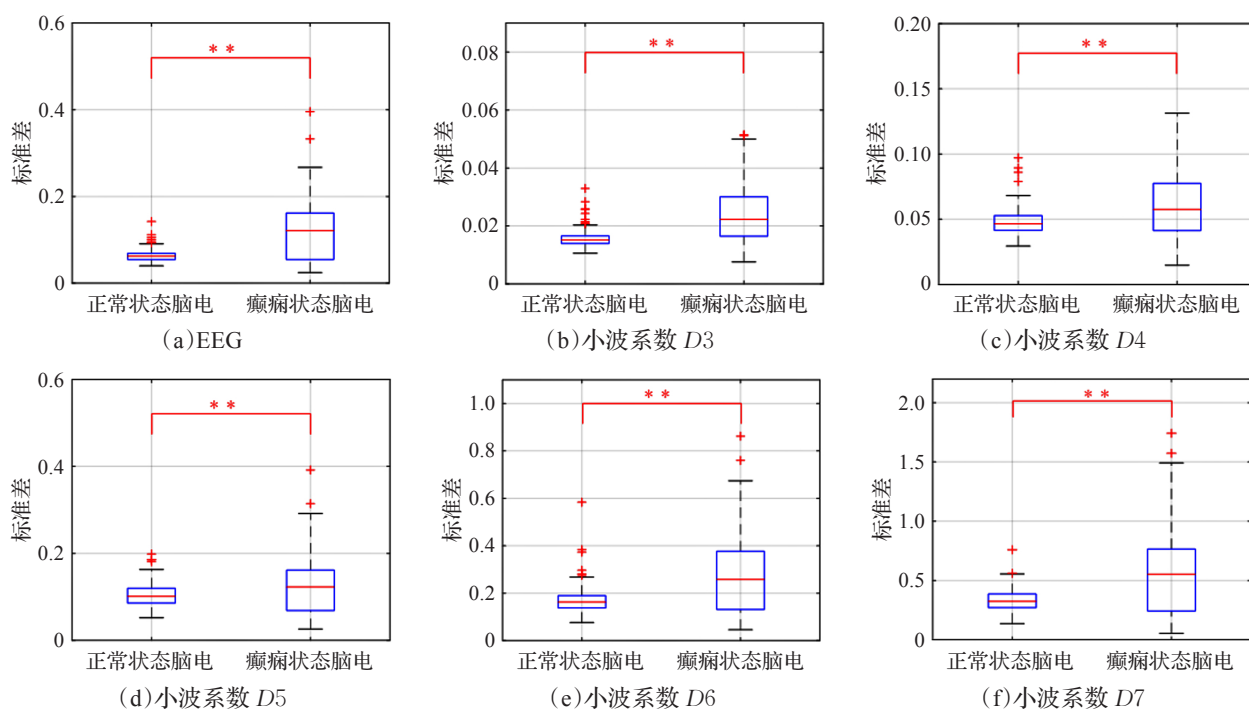 0.6
0.4
0.2
0
标准差
**
正常状态脑电 癫痫状态脑电
(a)EEG
0.08
0.06
0.04
0.02
0
标准差
**
正常状态脑电 癫痫状态脑电
(b)小波系数 D3
0.20
0.15
0.10
0.05
0
标准差
**
正常状态脑电 癫痫状态脑电
(c)小波系数 D4
0.6
0.4
0.2
0
标准差
**
正常状态脑电 癫痫状态脑电
(d)小波系数 D5
1.0
0.8
0.6
0.4
0.2
0
标准差
**
正常状态脑电 癫痫状态脑电
(e)小波系数 D6
2.0
1.5
1.0
0.5
0
标准差
**
正常状态脑电 癫痫状态脑电
(f)小波系数 D7